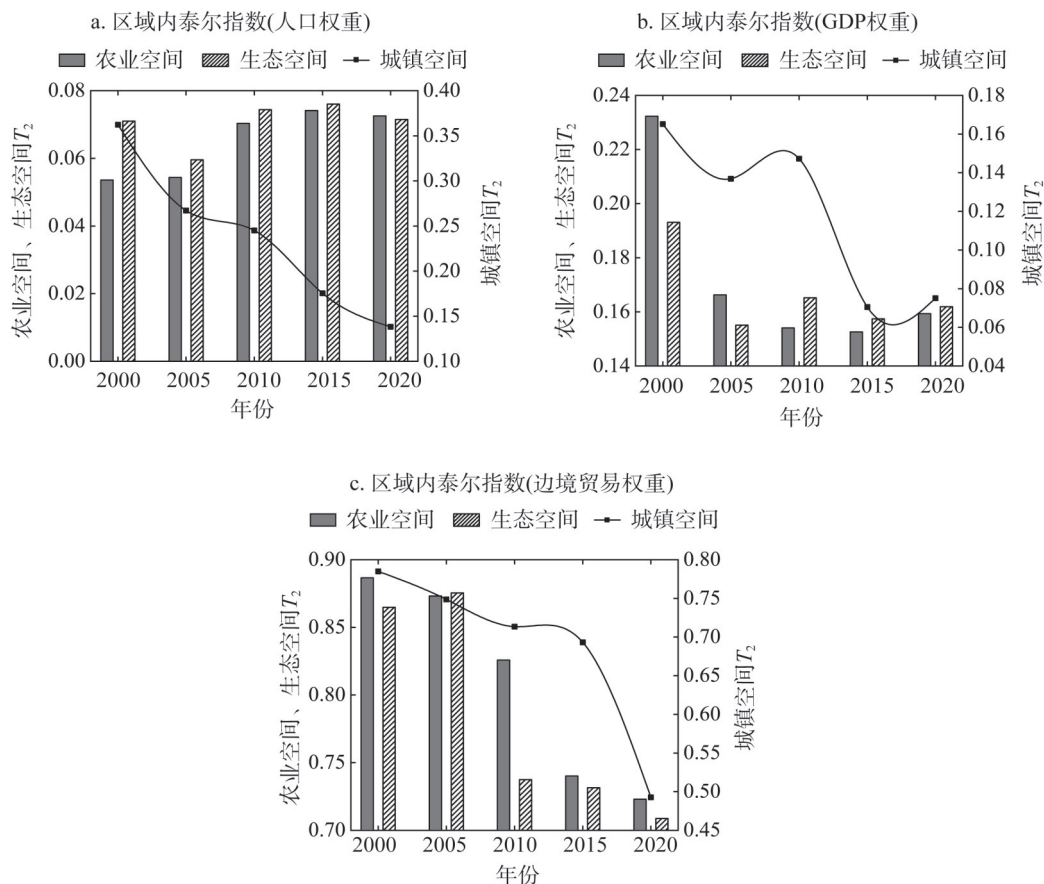 a. 区域内泰尔指数(人口权重)
农业空间 生态空间 城镇空间
农业空间、生态空间T₂
0.08
0.06
0.04
0.02
0.00
0.40
0.35
0.30
0.25
0.20
0.15
0.10
城镇空间T₂
2000 2005 2010 2015 2020
年份
b. 区域内泰尔指数(GDP权重)
农业空间 生态空间 城镇空间
农业空间、生态空间T₂
0.24
0.22
0.20
0.18
0.16
0.14
0.18
0.16
0.14
0.12
0.10
0.08
0.06
0.04
城镇空间T₂
2000 2005 2010 2015 2020
年份
c. 区域内泰尔指数(边境贸易权重)
农业空间 生态空间 城镇空间
农业空间、生态空间T₂
0.90
0.85
0.80
0.75
0.70
0.80
0.75
0.70
0.65
0.60
0.55
0.50
0.45
城镇空间T₂
2000 2005 2010 2015 2020
年份